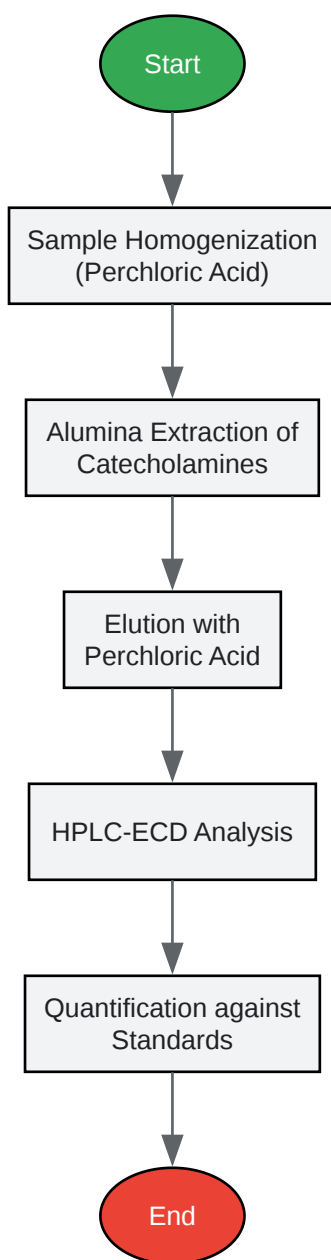 Start
Sample Homogenization
(Perchloric Acid)
Alumina Extraction of
Catecholamines
Elution with
Perchloric Acid
HPLC-ECD Analysis
Quantification against
Standards
End